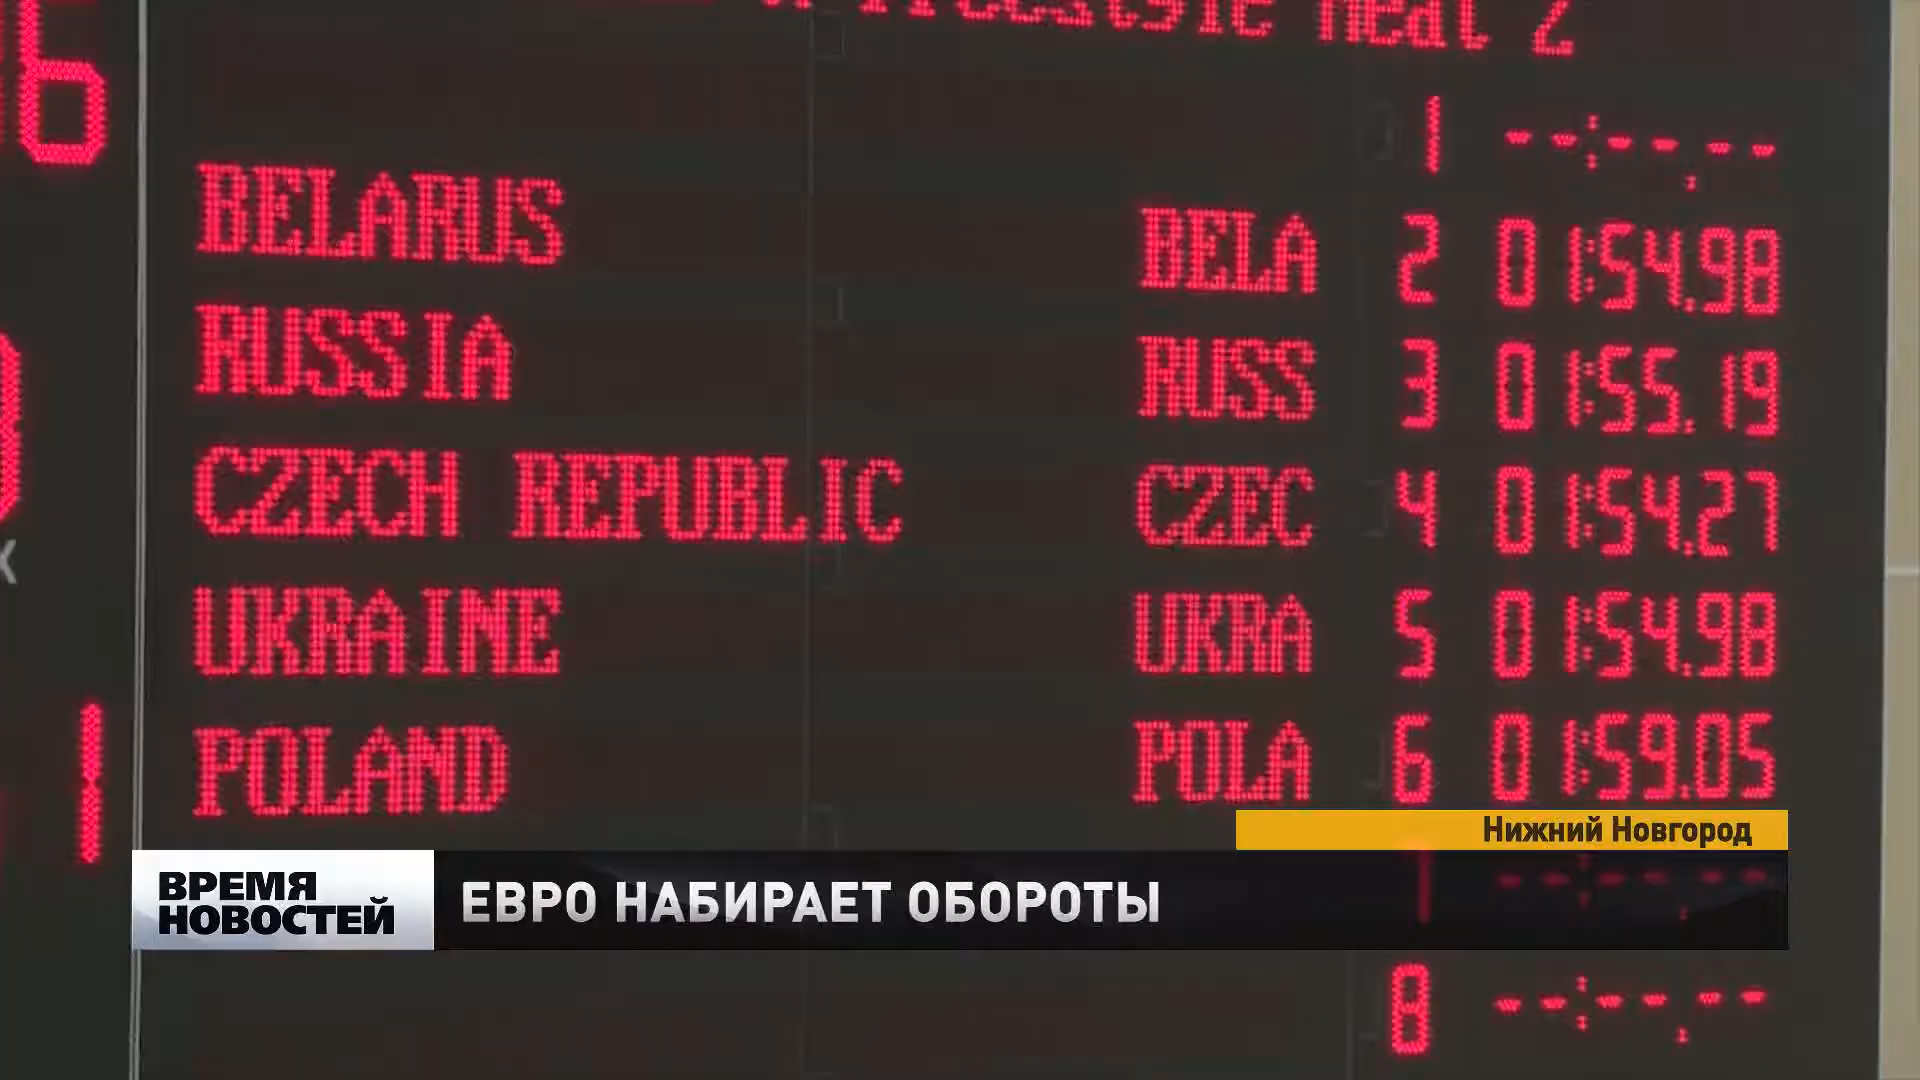 Freestyle Heat 2
1 --:--.--
BELARUS BELA 2 0 1:54.98
RUSSIA RUSS 3 0 1:55.19
CZECH REPUBLIC CZEC 4 0 1:54.27
UKRAINE UKRA 5 0 1:54.98
POLAND POLA 6 0 1:59.05
Нижний Новгород
ВРЕМЯ
НОВОСТЕЙ
ЕВРО НАБИРАЕТ ОБОРОТЫ
8 --:--.--